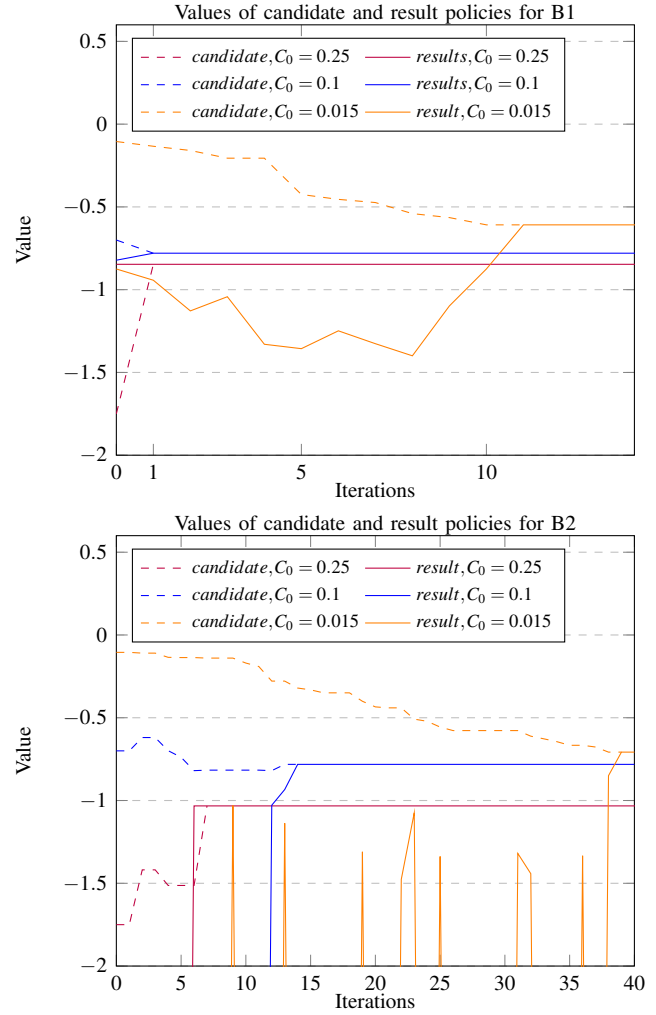 Values of candidate and result policies for B1
0.5
0
−0.5
−1
−1.5
−2
Value
candidate, C₀ = 0.25 results, C₀ = 0.25
candidate, C₀ = 0.1 results, C₀ = 0.1
candidate, C₀ = 0.015 result, C₀ = 0.015
0 1 5 10
Iterations
Values of candidate and result policies for B2
0.5
0
−0.5
−1
−1.5
−2
Value
candidate, C₀ = 0.25 result, C₀ = 0.25
candidate, C₀ = 0.1 result, C₀ = 0.1
candidate, C₀ = 0.015 result, C₀ = 0.015
0 5 10 15 20 25 30 35 40
Iterations